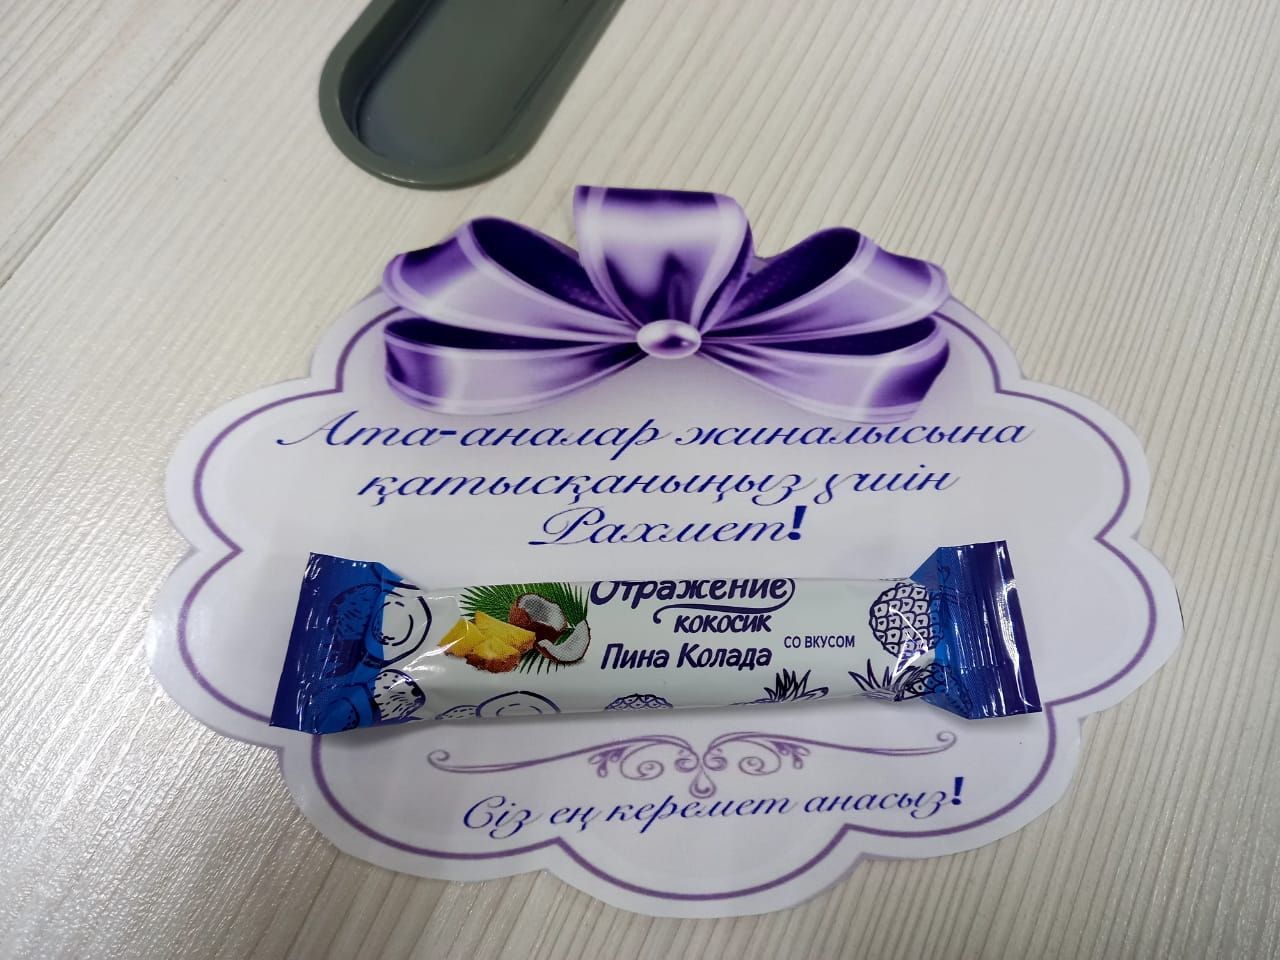 Ата-аналар жиналысына
қатысқаныңыз үшін
Рахмет!
Отражение
кокосик
Пина Колада
со вкусом
Сіз ең керемет анасыз!